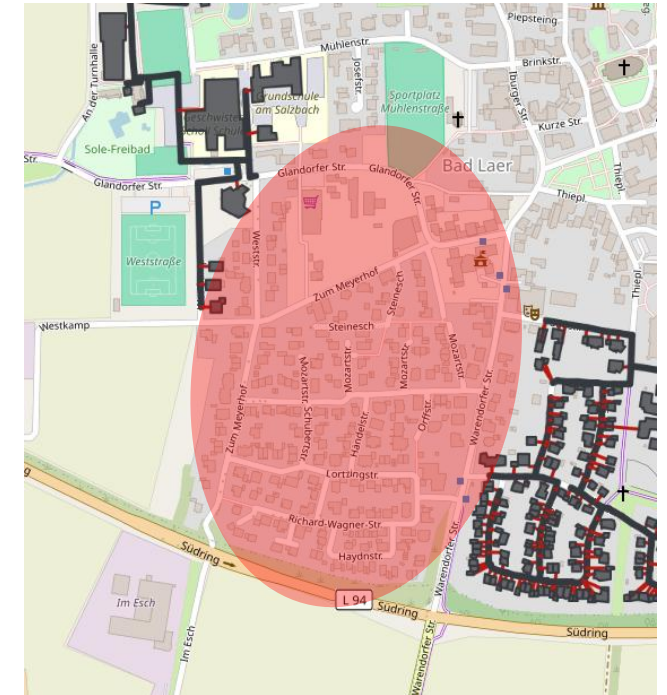 Piepsteing
Mühlenstr.
Brinkstr.
An der Turnhalle
Josefstr.
Iburger Str.
Grundschule
am Salzbach
Sportplatz
Mühlenstraße
Geschwister
Scholl Schule
Kurze Str.
Sole-Freibad
Str.
Glandorfer Str.
Glandorfer Str.
Glandorfer Str.
Bad Laer
Thiepl.
P
Weststr.
Weststraße
Zum Meyerhof
Steinesch
Thiepl.
Westkamp
Steinesch
Mozartstr.
Mozartstr.
Mozartstr.
Mozartstr.
Schubertstr.
Zum Meyerhof
Händelstr.
Orffstr.
Warendorfer Str.
Lortzingstr.
Richard-Wagner-Str.
Haydnstr.
Südring
Warendorfer Str.
Im Esch
L 94
Südring
Südring
Im Esch
Warendorfer Str.